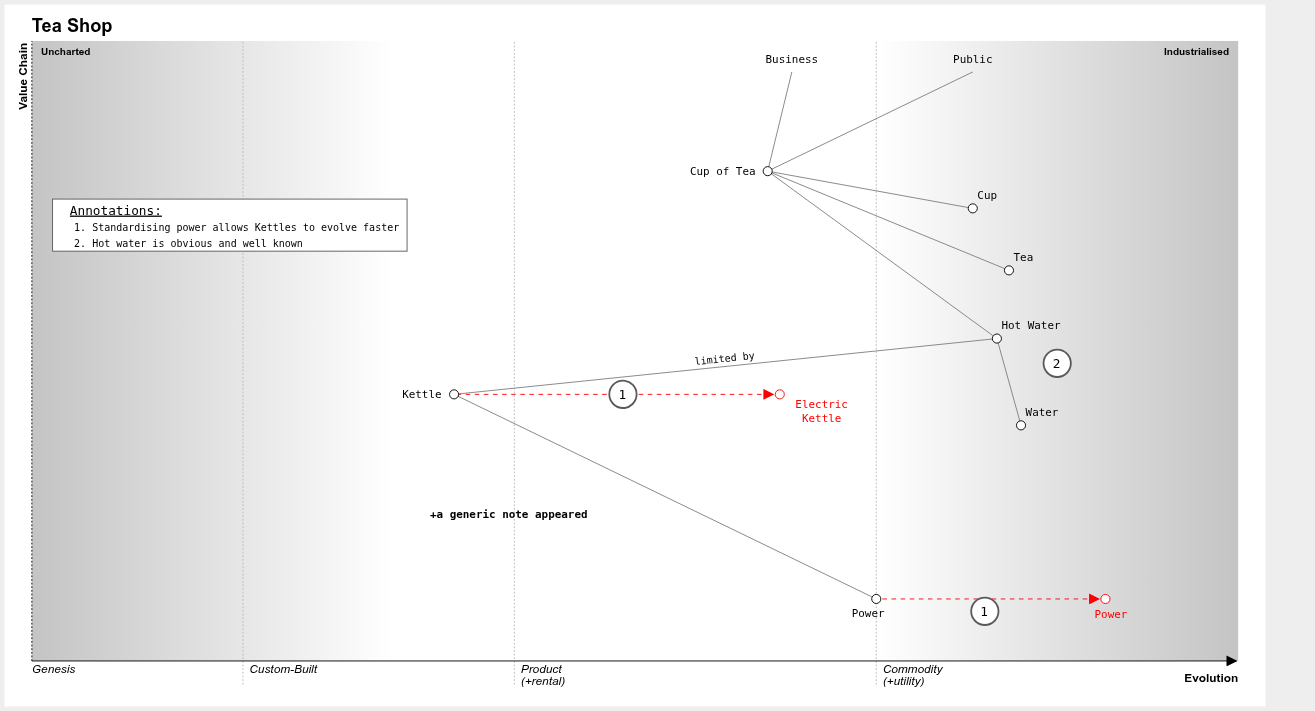 Tea Shop
Value Chain
Uncharted
Industrialised
Business
Public
Cup of Tea
Cup
Annotations:
1. Standardising power allows Kettles to evolve faster
2. Hot water is obvious and well known
Tea
Hot Water
limited by
2
Kettle
1
Electric
Kettle
Water
+a generic note appeared
Power
1
Power
Genesis
Custom-Built
Product
(+rental)
Commodity
(+utility)
Evolution